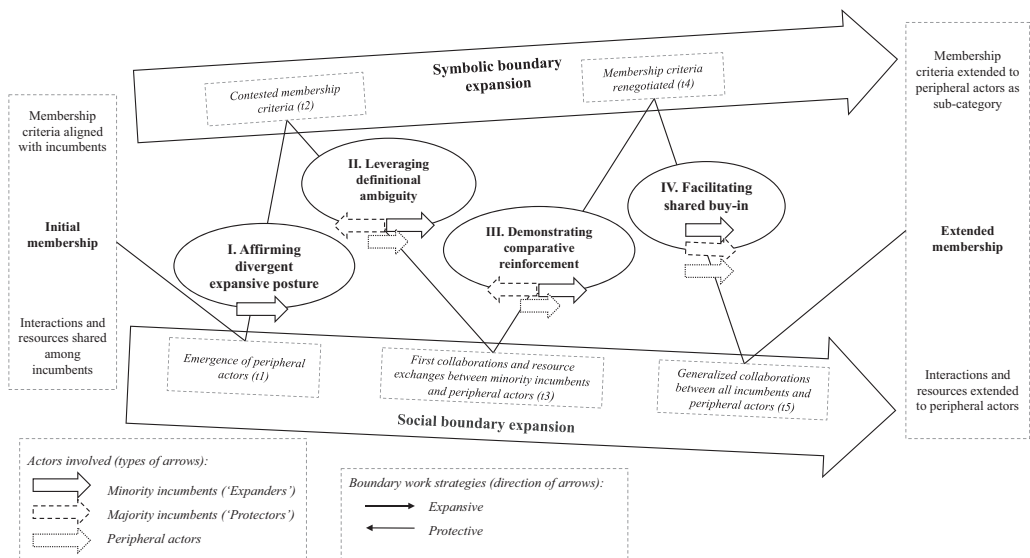 Symbolic boundary
expansion
Contested membership
criteria (t2)
Membership criteria
renegotiated (t4)
Membership
criteria extended to
peripheral actors as
sub-category
Membership
criteria aligned
with incumbents
Initial
membership
Interactions and
resources shared
among
incumbents
I. Affirming
divergent
expansive posture
II. Leveraging
definitional
ambiguity
III. Demonstrating
comparative
reinforcement
IV. Facilitating
shared buy-in
Extended
membership
Interactions and
resources extended
to peripheral actors
Emergence of peripheral
actors (t1)
First collaborations and resource
exchanges between minority incumbents
and peripheral actors (t3)
Generalized collaborations
between all incumbents and
peripheral actors (t5)
Social boundary expansion
Actors involved (types of arrows):
Minority incumbents (‘Expanders’)
Majority incumbents (‘Protectors’)
Peripheral actors
Boundary work strategies (direction of arrows):
Expansive
Protective